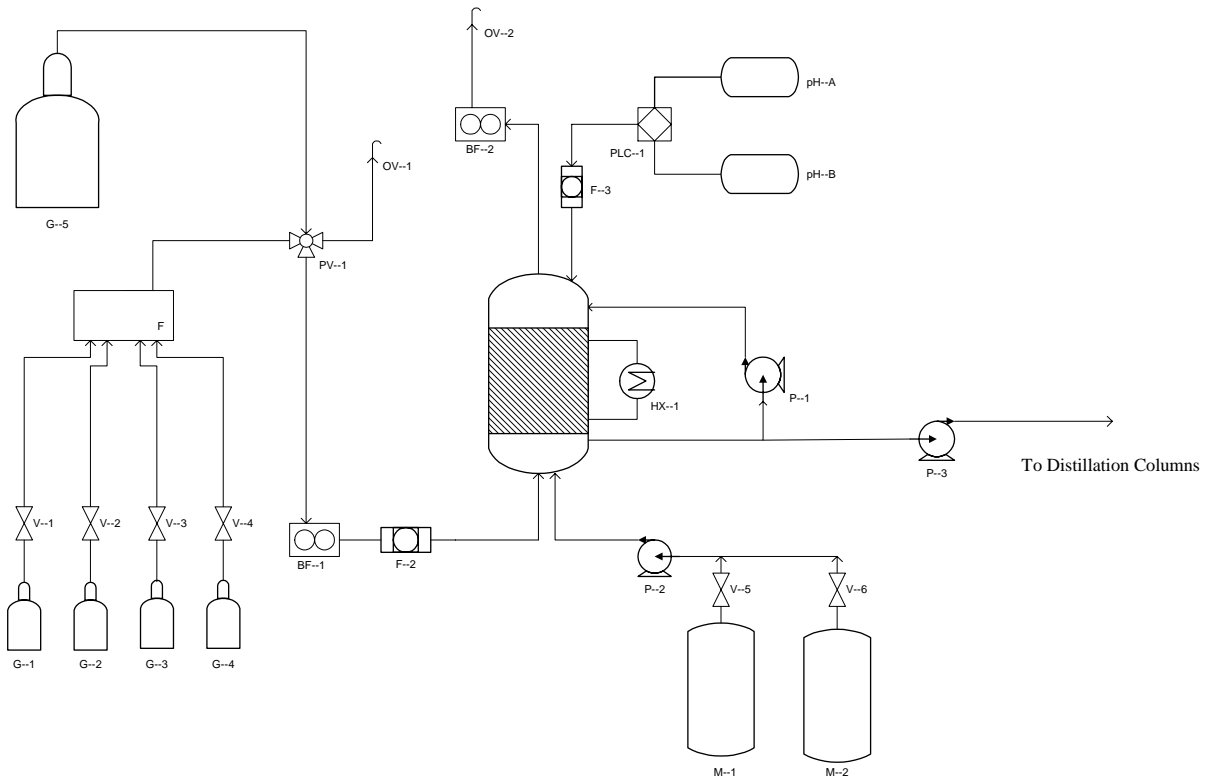 OV--2
pH--A
PLC--1
BF--2
OV--1
F--3
pH--B
G--5
PV--1
F
HX--1
P--1
To Distillation Columns
P--3
V--1
V--2
V--3
V--4
BF--1
F--2
P--2
V--5
V--6
G--1
G--2
G--3
G--4
M--1
M--2